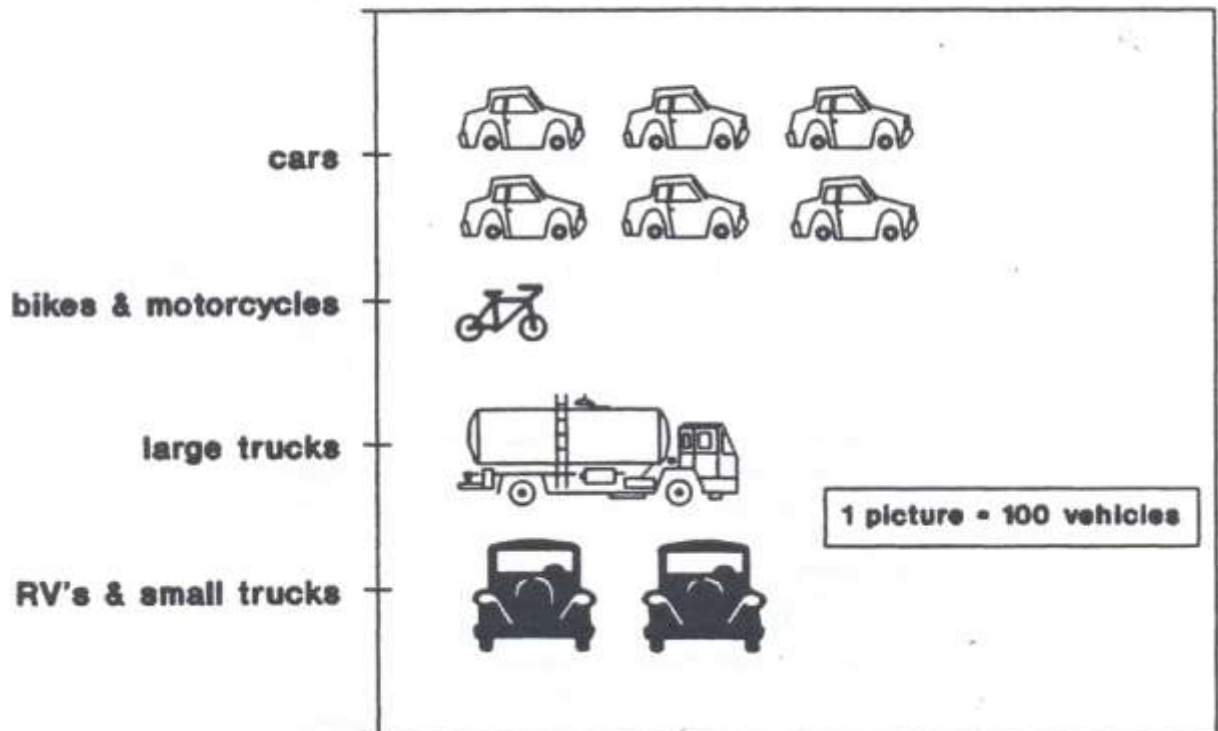 cars
bikes & motorcycles
large trucks
1 picture = 100 vehicles
RV's & small trucks